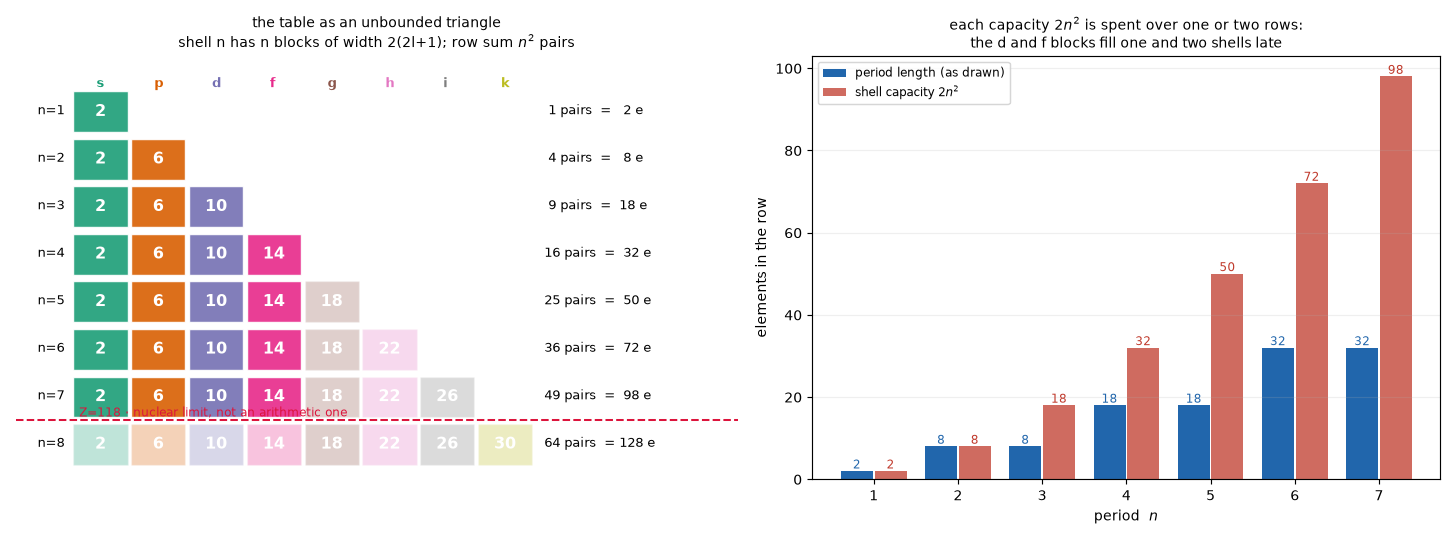 the table as an unbounded triangle
shell n has n blocks of width 2(2l+1); row sum n² pairs
s p d f g h i k
n=1 2 1 pairs = 2 e
n=2 2 6 4 pairs = 8 e
n=3 2 6 10 9 pairs = 18 e
n=4 2 6 10 14 16 pairs = 32 e
n=5 2 6 10 14 18 25 pairs = 50 e
n=6 2 6 10 14 18 22 36 pairs = 72 e
n=7 2 6 10 14 18 22 26 49 pairs = 98 e
Z=118 · nuclear limit, not an arithmetic one
n=8 2 6 10 14 18 22 26 30 64 pairs = 128 e
each capacity 2n² is spent over one or two rows:
the d and f blocks fill one and two shells late
period length (as drawn)
shell capacity 2n²
elements in the row
100
80
60
40
20
0
2 2 8 8 8 18 18 32 18 50 32 72 32 98
1 2 3 4 5 6 7
period n